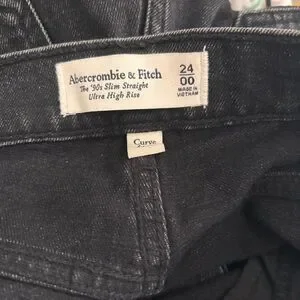 Abercrombie & Fitch
The '90s Slim Straight
Ultra High Rise
24
00
MADE IN
VIETNAM
Curve